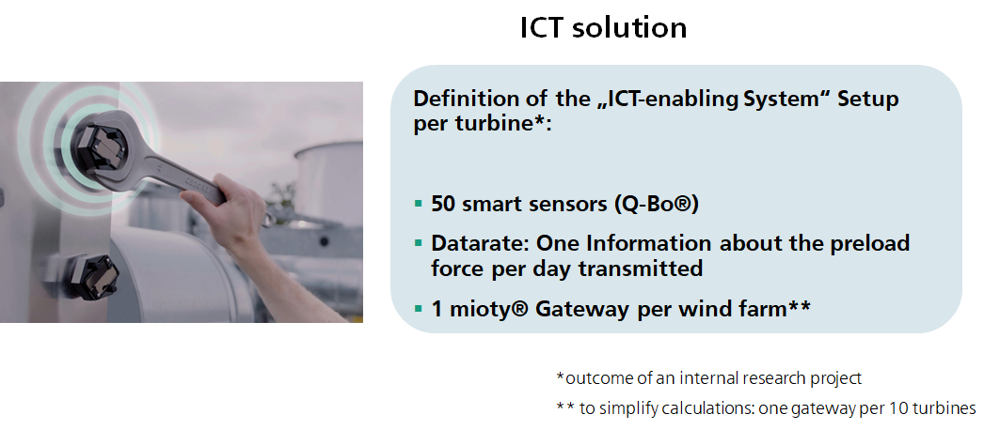 ICT solution
Definition of the „ICT-enabling System“ Setup
per turbine*:
▪ 50 smart sensors (Q-Bo®)
▪ Datarate: One Information about the preload
force per day transmitted
▪ 1 mioty® Gateway per wind farm**
*outcome of an internal research project
** to simplify calculations: one gateway per 10 turbines